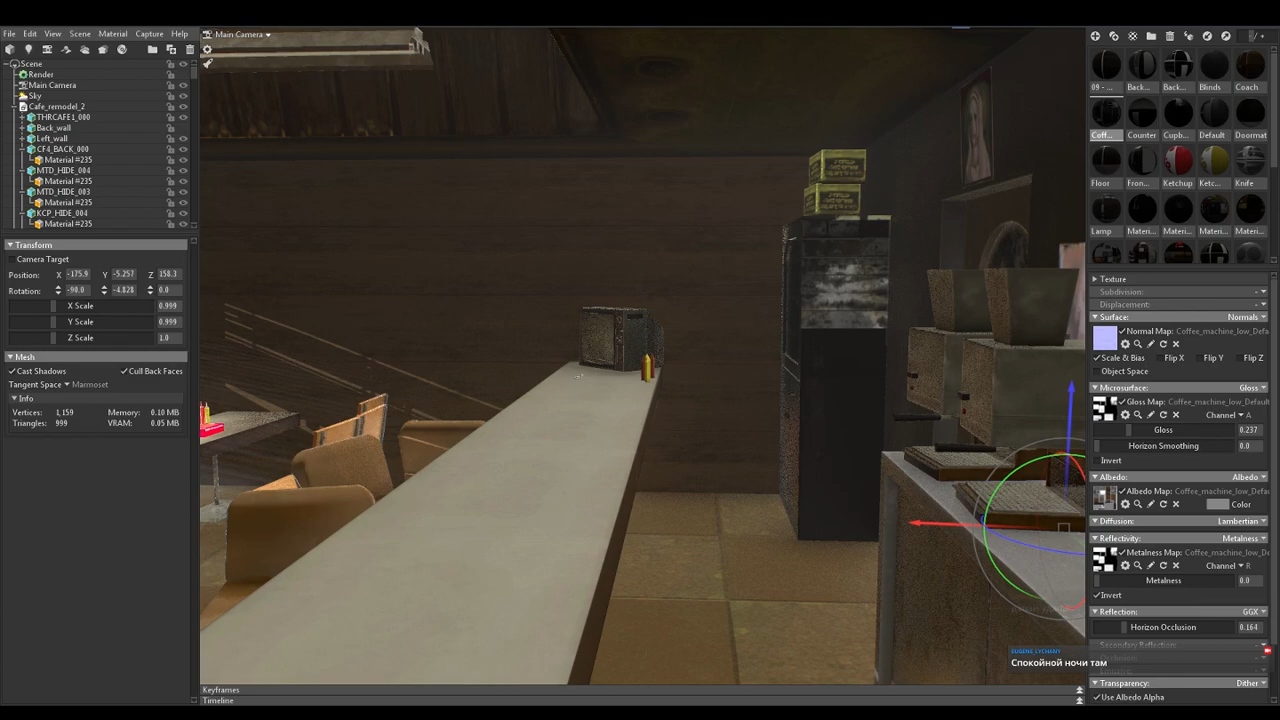 File Edit View Scene Material Capture Help
Main Camera
Scene
Render
Main Camera
Sky
Cafe_remodel_2
THRCAFE1_000
Back_wall
Left_wall
CF4_BACK_000
Material #235
MTD_HIDE_004
Material #235
MTD_HIDE_003
Material #235
KCP_HIDE_004
Material #235
Transform
Camera Target
Position: X -175.9 Y -5.257 Z 158.3
Rotation: -90.0 -4.828 0.0
X Scale 0.999
Y Scale 0.999
Z Scale 1.0
Mesh
Cast Shadows Cull Back Faces
Tangent Space Marmoset
Info
Vertices: 1,159 Memory: 0.10 MB
Triangles: 999 VRAM: 0.05 MB
09 - ... Back... Back... Blinds Coach
Coff... Counter Cupb... Default Doormat
Floor Fron... Ketchup Ketc... Knife
Lamp Materi... Materi... Materi... Materi...
Texture
Subdivision: -
Displacement: -
Surface: Normals
Normal Map: Coffee_machine_low_Defa
Scale & Bias Flip X Flip Y Flip Z
Object Space
Microsurface: Gloss
Gloss Map: Coffee_machine_low_Default
Channel A
Gloss 0.237
Horizon Smoothing 0.0
Invert
Albedo: Albedo
Albedo Map: Coffee_machine_low_Defau
Color
Diffusion: Lambertian
Reflectivity: Metalness
Metalness Map: Coffee_machine_low_De
Channel R
Metalness 0.0
Invert
Reflection: GGX
Horizon Occlusion 0.164
Secondary Reflection:
EUGENE LYCHANY
Спокойной ночи там
Transparency: Dither
Use Albedo Alpha
Keyframes
Timeline